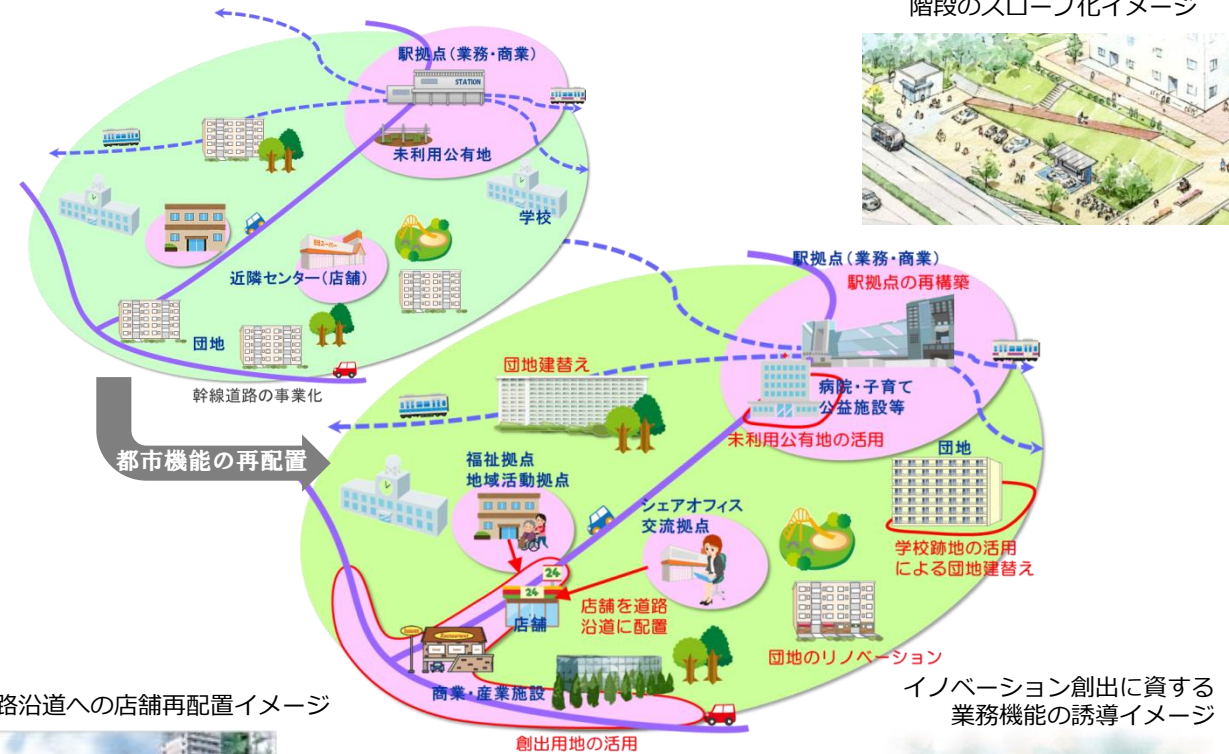 階段のスロープ化イメージ
駅拠点(業務・商業)
STATION
未利用公有地
学校
スーパー
近隣センター(店舗)
団地
幹線道路の事業化
都市機能の再配置
駅拠点(業務・商業)
駅拠点の再構築
団地建替え
病院・子育て
公益施設等
未利用公有地の活用
団地
福祉拠点
地域活動拠点
シェアオフィス
交流拠点
学校跡地の活用
による団地建替え
24
24
店舗
店舗を道路
沿道に配置
団地のリノベーション
Restaurant
商業・産業施設
創出用地の活用
路沿道への店舗再配置イメージ
イノベーション創出に資する
業務機能の誘導イメージ